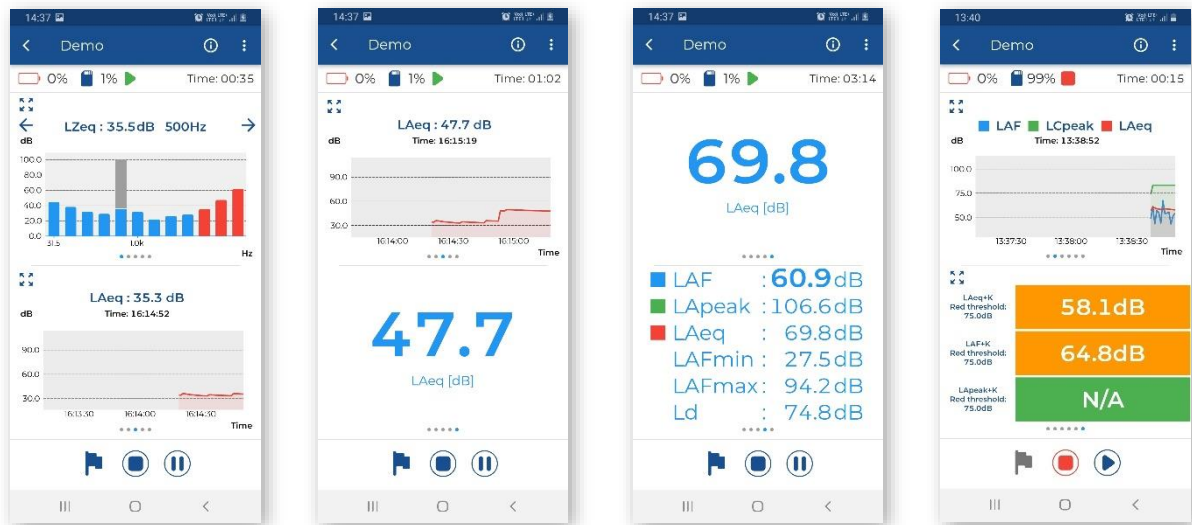 14:37
Demo
0% 1% Time: 00:35
LZeq : 35.5dB 500Hz
dB
100.0
80.0
60.0
40.0
20.0
0.0
31.5 1.0k
Hz
LAeq : 35.3 dB
dB Time: 16:14:52
90.0
60.0
30.0
16:13:30 16:14:00 16:14:30
Time
14:37
Demo
0% 1% Time: 01:02
LAeq : 47.7 dB
dB Time: 16:15:19
90.0
60.0
30.0
16:14:00 16:14:30 16:15:00
Time
47.7
LAeq [dB]
14:37
Demo
0% 1% Time: 03:14
69.8
LAeq [dB]
LAF : 60.9dB
LApeak : 106.6dB
LAeq : 69.8dB
LAFmin : 27.5dB
LAFmax : 94.2dB
Ld : 74.8dB
13:40
Demo
0% 99% Time: 00:15
LAF LCpeak LAeq
dB Time: 13:38:52
100.0
75.0
50.0
13:37:30 13:38:00 13:38:30
Time
LAeq+K
Red threshold:
75.0dB
58.1dB
LAF+K
Red threshold:
75.0dB
64.8dB
LApeak+K
Red threshold:
75.0dB
N/A